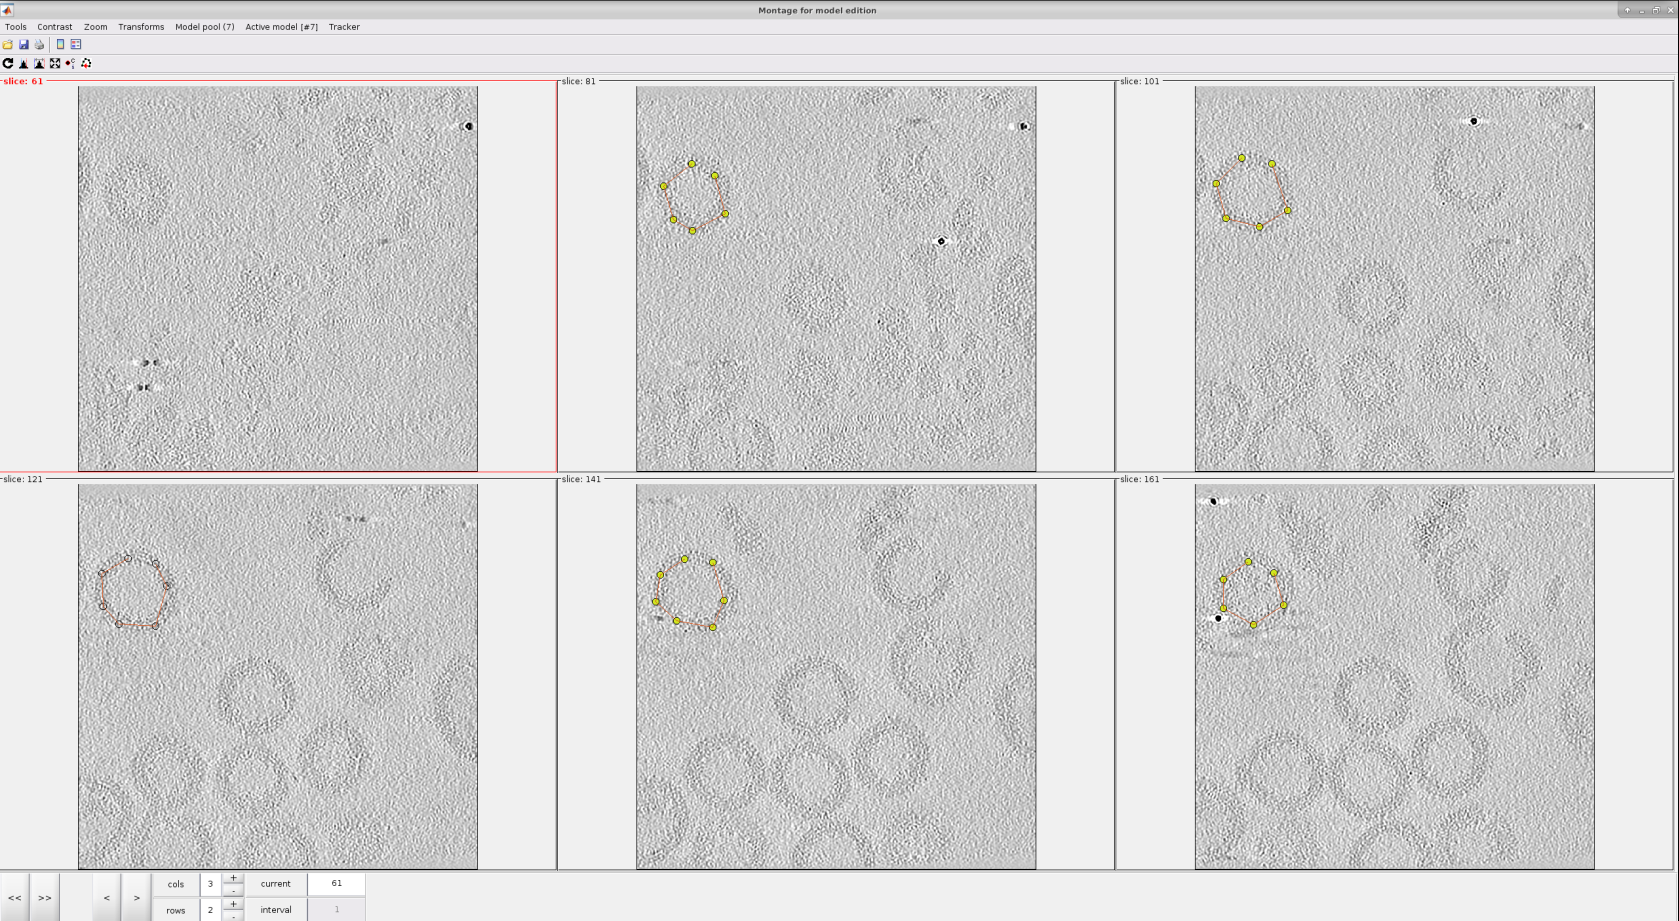 Montage for model edition
Tools Contrast Zoom Transforms Model pool (7) Active model [#7] Tracker
slice: 61
slice: 81
slice: 101
slice: 121
slice: 141
slice: 161
<< >> < > cols 3 + - current 61
rows 2 + - interval 1